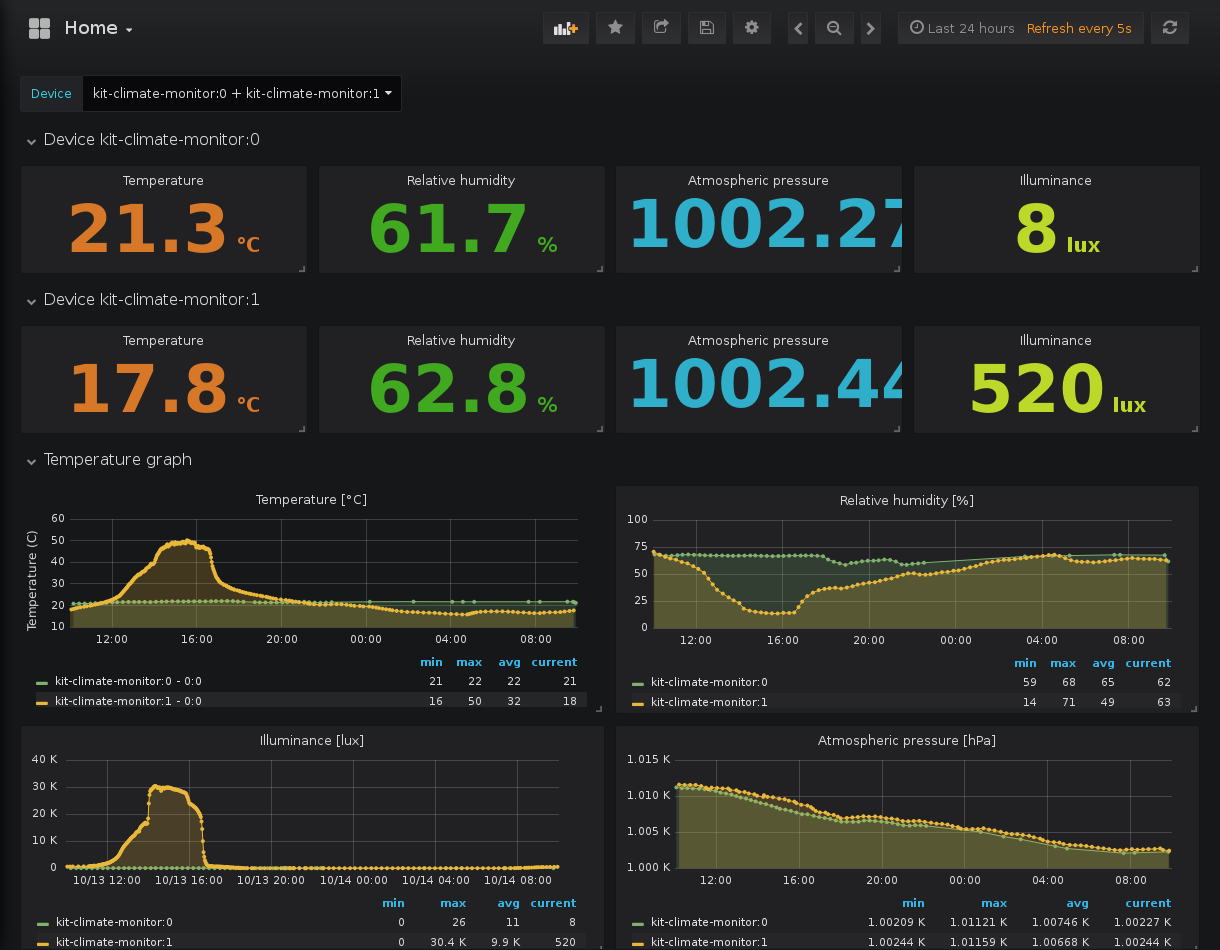 Home
Last 24 hours Refresh every 5s
Device kit-climate-monitor:0 + kit-climate-monitor:1
Device kit-climate-monitor:0
Temperature Relative humidity Atmospheric pressure Illuminance
21.3 °C 61.7 % 1002.27 8 lux
Device kit-climate-monitor:1
Temperature Relative humidity Atmospheric pressure Illuminance
17.8 °C 62.8 % 1002.44 520 lux
Temperature graph
Temperature [°C]
Temperature (C)
60
50
40
30
20
10
12:00 16:00 20:00 00:00 04:00 08:00
min max avg current
kit-climate-monitor:0 - 0:0 21 22 22 21
kit-climate-monitor:1 - 0:0 16 50 32 18
Relative humidity [%]
100
75
50
25
0
12:00 16:00 20:00 00:00 04:00 08:00
min max avg current
kit-climate-monitor:0 59 68 65 62
kit-climate-monitor:1 14 71 49 63
Illuminance [lux]
40 K
30 K
20 K
10 K
0
10/13 12:00 10/13 16:00 10/13 20:00 10/14 00:00 10/14 04:00 10/14 08:00
min max avg current
kit-climate-monitor:0 0 26 11 8
kit-climate-monitor:1 0 30.4 K 9.9 K 520
Atmospheric pressure [hPa]
1.015 K
1.010 K
1.005 K
1.000 K
12:00 16:00 20:00 00:00 04:00 08:00
min max avg current
kit-climate-monitor:0 1.00209 K 1.01121 K 1.00746 K 1.00227 K
kit-climate-monitor:1 1.00244 K 1.01159 K 1.00668 K 1.00244 K